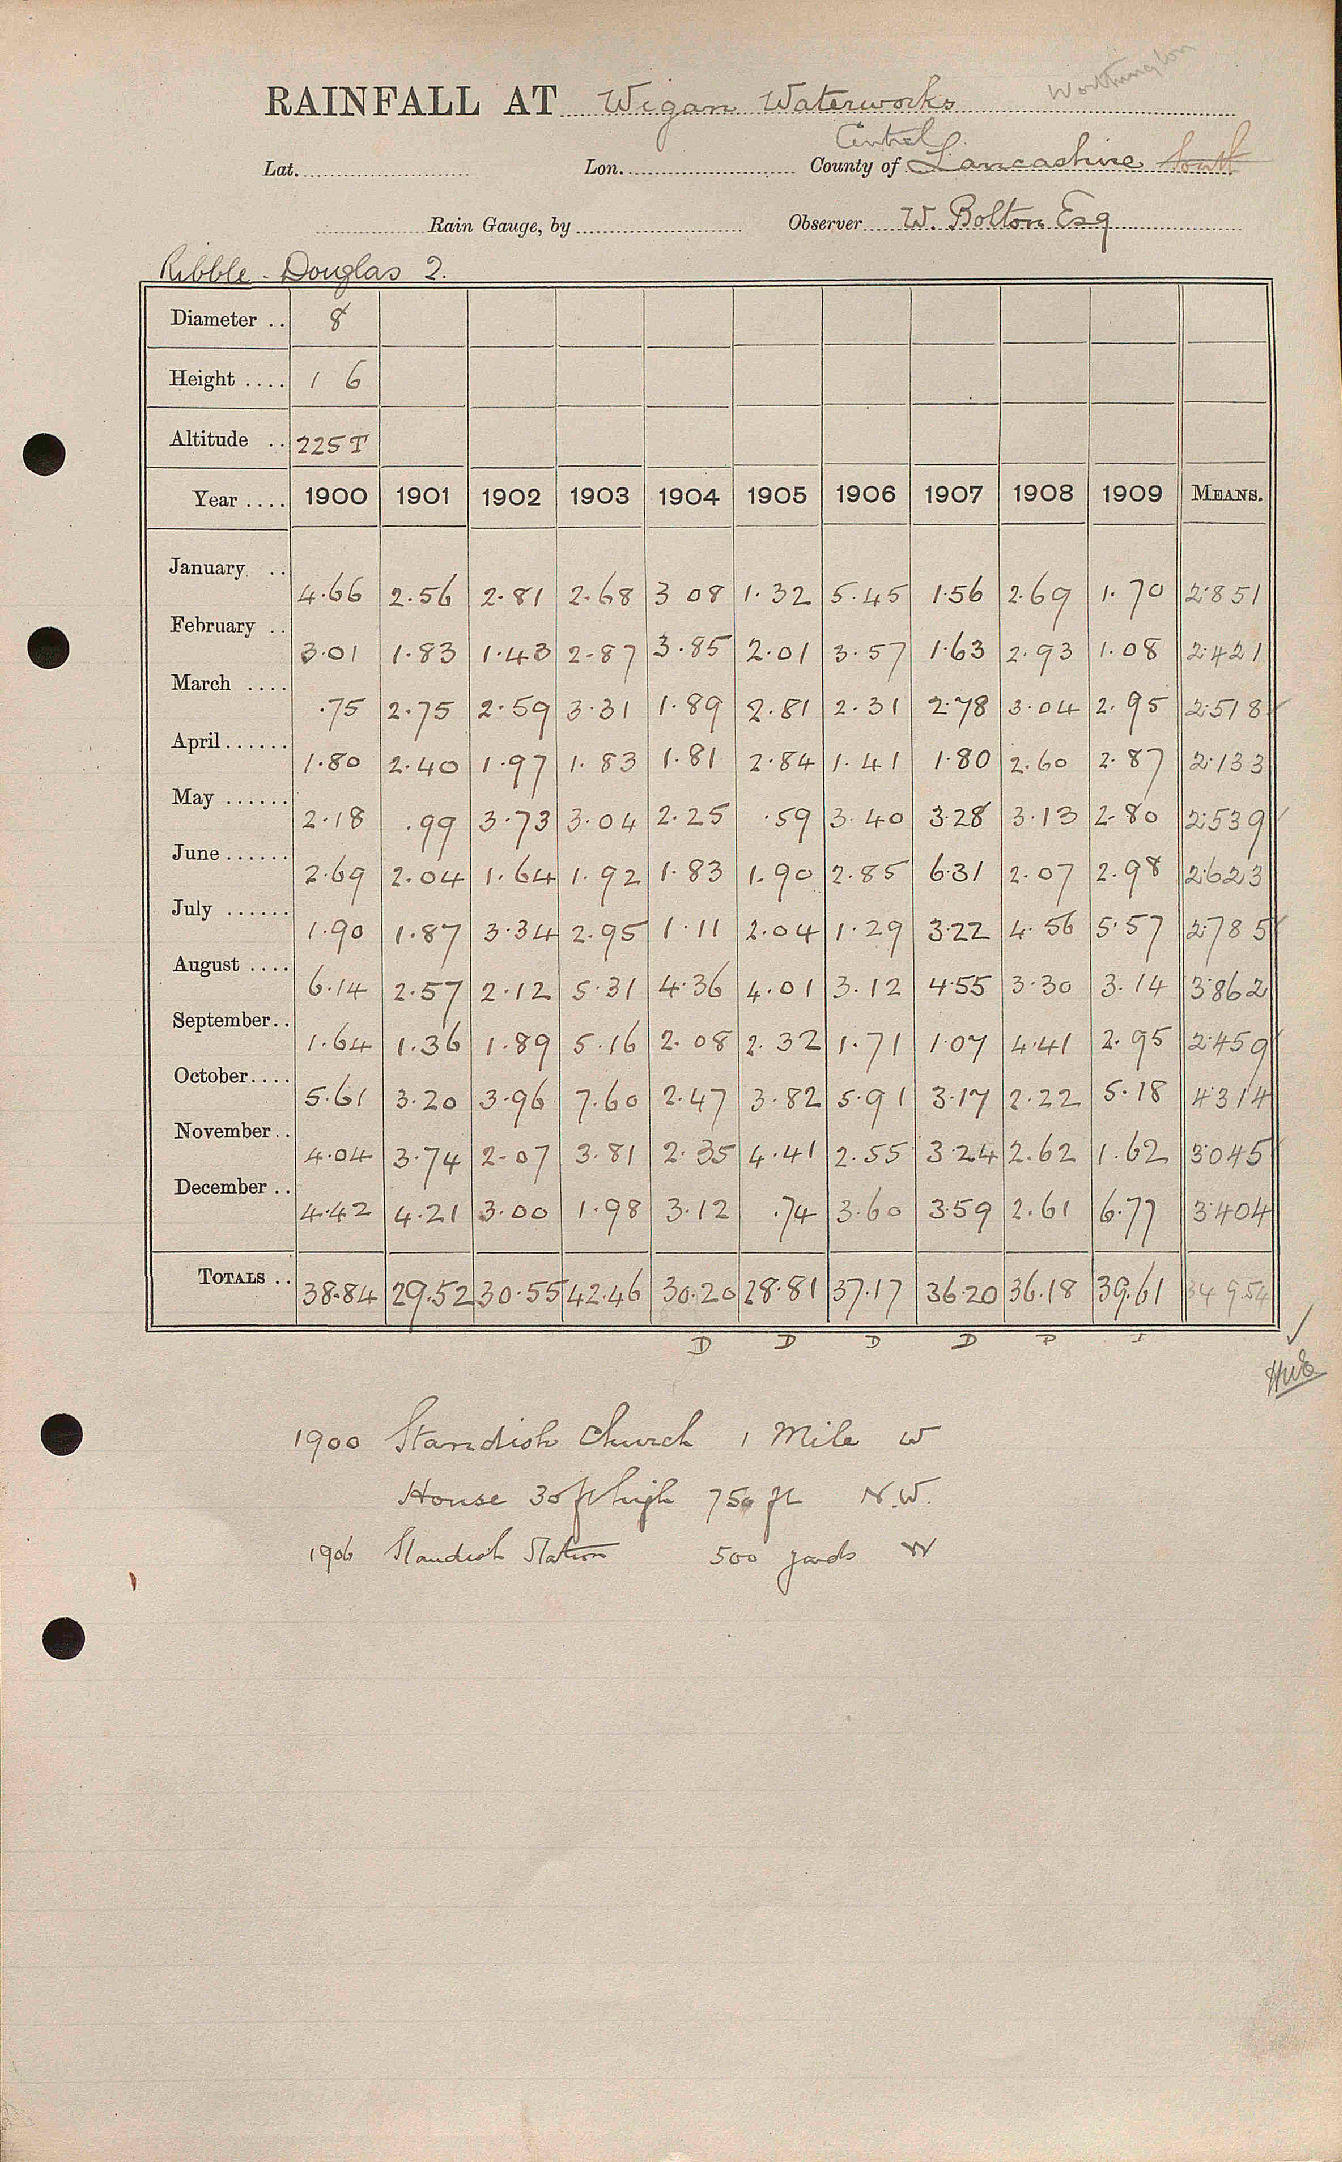 Worthington
RAINFALL AT Wigan Waterworks
Central
Lat. Lon. County of Lancashire South
Rain Gauge, by Observer W. Bolton Esq
Ribble - Douglas 2.
Diameter .. 8
Height .... 1 6
Altitude .. 225 T
Year .... 1900 1901 1902 1903 1904 1905 1906 1907 1908 1909 MEANS.
January .. 4.66 2.56 2.81 2.68 3 08 1.32 5.45 1.56 2.69 1.70 2.851
February .. 3.01 1.83 1.43 2.87 3.85 2.01 3.57 1.63 2.93 1.08 2.421
March .... .75 2.75 2.59 3.31 1.89 2.81 2.31 2.78 3.04 2.95 2.518
April ...... 1.80 2.40 1.97 1.83 1.81 2.84 1.41 1.80 2.60 2.87 2.133
May ...... 2.18 .99 3.73 3.04 2.25 .59 3.40 3.28 3.13 2.80 2.539
June ...... 2.69 2.04 1.64 1.92 1.83 1.90 2.85 6.31 2.07 2.98 2.623
July ...... 1.90 1.87 3.34 2.95 1.11 2.04 1.29 3.22 4.56 5.57 2.785
August .... 6.14 2.57 2.12 5.31 4.36 4.01 3.12 4.55 3.30 3.14 3.862
September .. 1.64 1.36 1.89 5.16 2.08 2.32 1.71 1.07 4.41 2.95 2.459
October .... 5.61 3.20 3.96 7.60 2.47 3.82 5.91 3.17 2.22 5.18 4.314
November .. 4.04 3.74 2.07 3.81 2.35 4.41 2.55 3.24 2.62 1.62 3.045
December .. 4.42 4.21 3.00 1.98 3.12 .74 3.60 3.59 2.61 6.77 3.404
TOTALS .. 38.84 29.52 30.55 42.46 30.20 28.81 37.17 36.20 36.18 39.61 34 9.54
D D D D P I
1900 Standish Church 1 Mile W
House 30 ft high 750 ft N.W.
1906 Standish Station 500 yards W